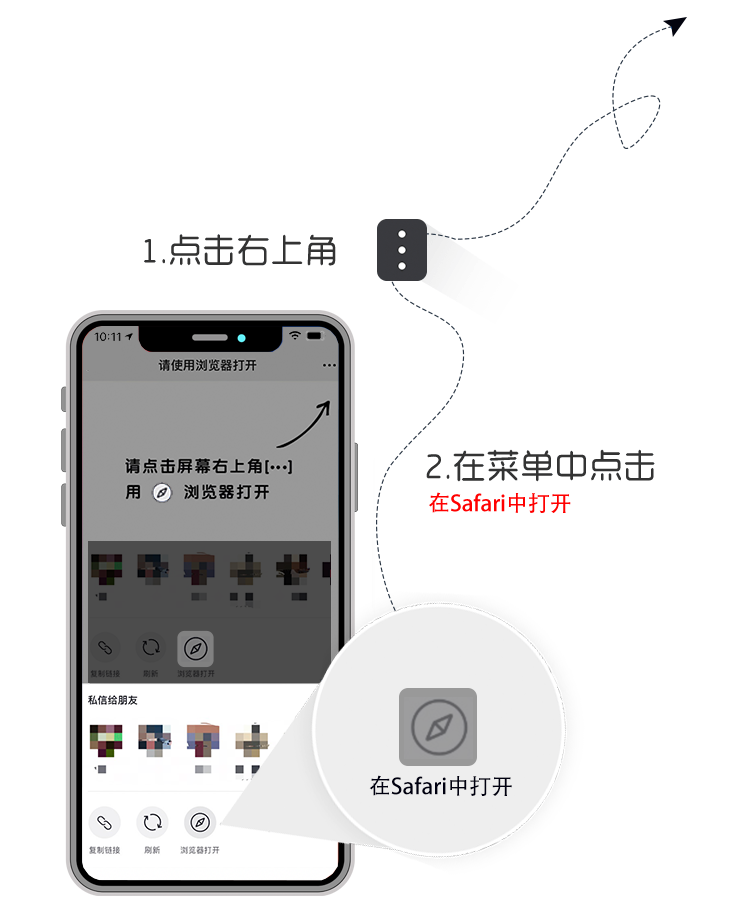 1.点击右上角
10:11
请使用浏览器打开
请点击屏幕右上角[•••]
用 浏览器打开
2.在菜单中点击
在Safari中打开
复制链接 刷新 浏览器打开
私信给朋友
在Safari中打开
复制链接 刷新 浏览器打开